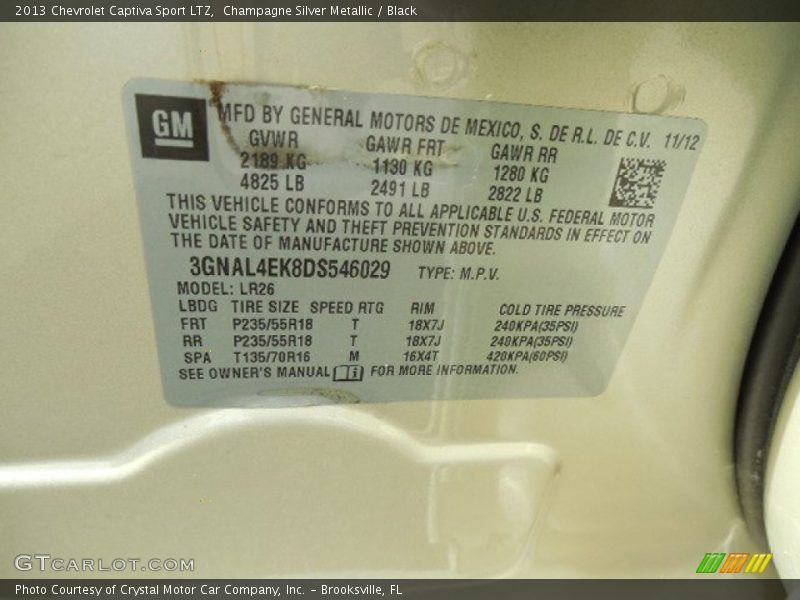 2013 Chevrolet Captiva Sport LTZ,  Champagne Silver Metallic / Black
GM
MFD BY GENERAL MOTORS DE MEXICO, S. DE R.L. DE C.V. 11/12
GVWR GAWR FRT GAWR RR
2189 KG 1130 KG 1280 KG
4825 LB 2491 LB 2822 LB
THIS VEHICLE CONFORMS TO ALL APPLICABLE U.S. FEDERAL MOTOR
VEHICLE SAFETY AND THEFT PREVENTION STANDARDS IN EFFECT ON
THE DATE OF MANUFACTURE SHOWN ABOVE.
3GNAL4EK8DS546029 TYPE: M.P.V.
MODEL: LR26
LBDG TIRE SIZE SPEED RTG RIM COLD TIRE PRESSURE
FRT P235/55R18 T 18X7J 240KPA(35PSI)
RR P235/55R18 T 18X7J 240KPA(35PSI)
SPA T135/70R16 M 16X4T 420KPA(60PSI)
SEE OWNER'S MANUAL FOR MORE INFORMATION.
GTCARLOT.COM
Photo Courtesy of Crystal Motor Car Company, Inc. – Brooksville, FL